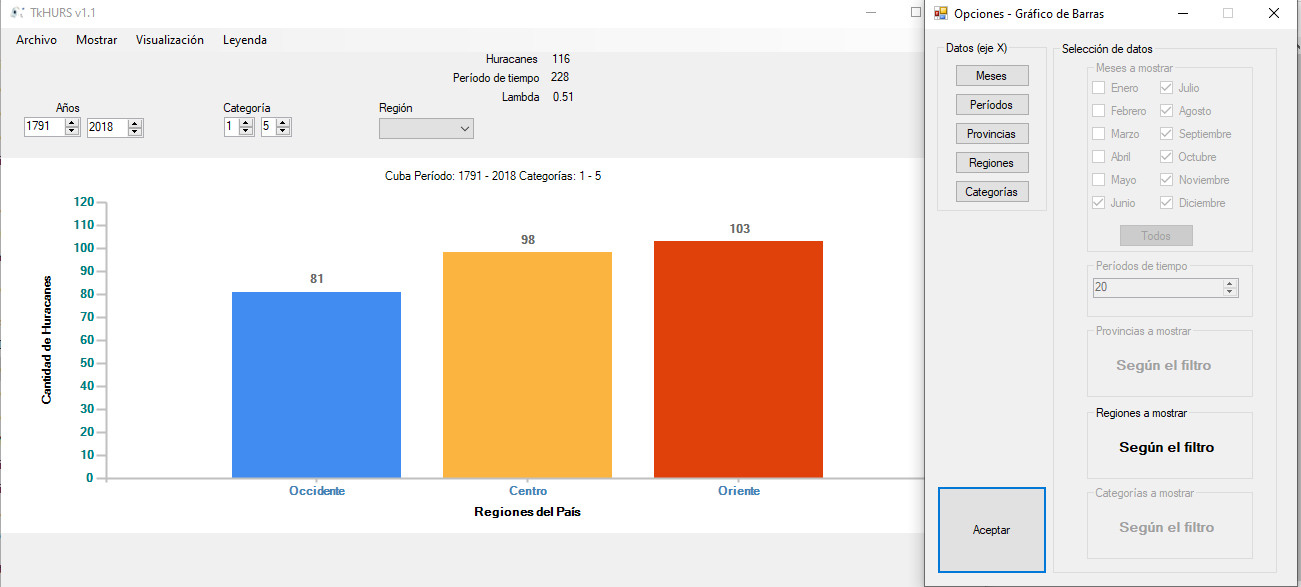 TkHURS v1.1
Archivo Mostrar Visualización Leyenda
Huracanes 116
Período de tiempo 228
Lambda 0.51
Años Categoría Región
1791 2018 1 5
Cuba Período: 1791 - 2018 Categorías: 1 - 5
120
110
100
90
80
70
60
50
40
30
20
10
0
Cantidad de Huracanes
81
98
103
Occidente Centro Oriente
Regiones del País
Opciones - Gráfico de Barras
Datos (eje X)
Meses
Períodos
Provincias
Regiones
Categorías
Aceptar
Selección de datos
Meses a mostrar
Enero Julio
Febrero Agosto
Marzo Septiembre
Abril Octubre
Mayo Noviembre
Junio Diciembre
Todos
Períodos de tiempo
20
Provincias a mostrar
Según el filtro
Regiones a mostrar
Según el filtro
Categorías a mostrar
Según el filtro